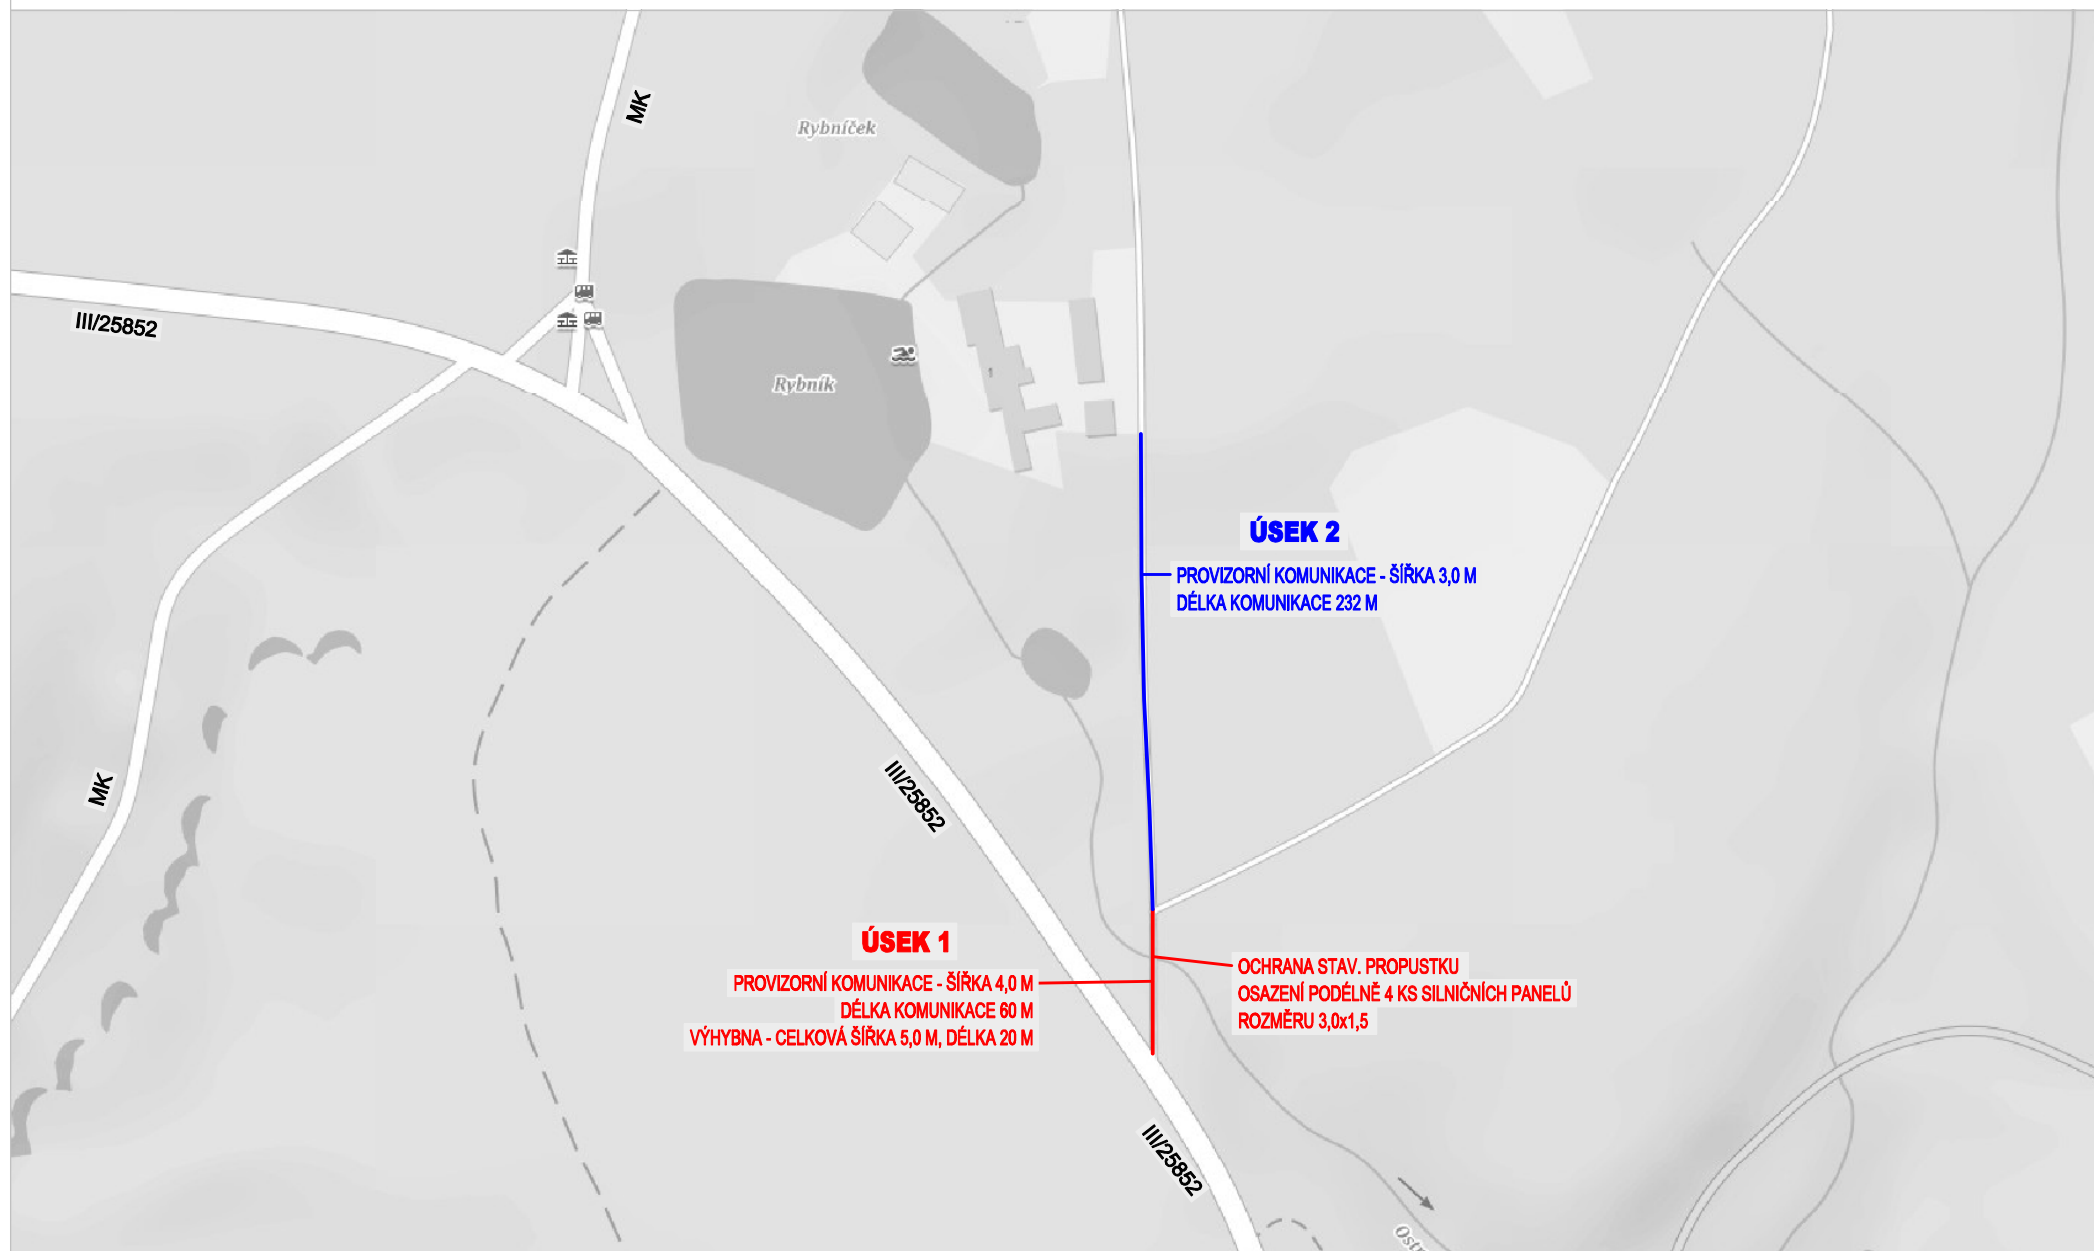 MK
Rybníček
III/25852
Rybník
ÚSEK 2
PROVIZORNÍ KOMUNIKACE - ŠÍŘKA 3,0 M
DÉLKA KOMUNIKACE 232 M
MK
III/25852
ÚSEK 1
PROVIZORNÍ KOMUNIKACE - ŠÍŘKA 4,0 M
DÉLKA KOMUNIKACE 60 M
VÝHYBNA - CELKOVÁ ŠÍŘKA 5,0 M, DÉLKA 20 M
OCHRANA STAV. PROPUSTKU
OSAZENÍ PODÉLNĚ 4 KS SILNIČNÍCH PANELŮ
ROZMĚRU 3,0x1,5
III/25852